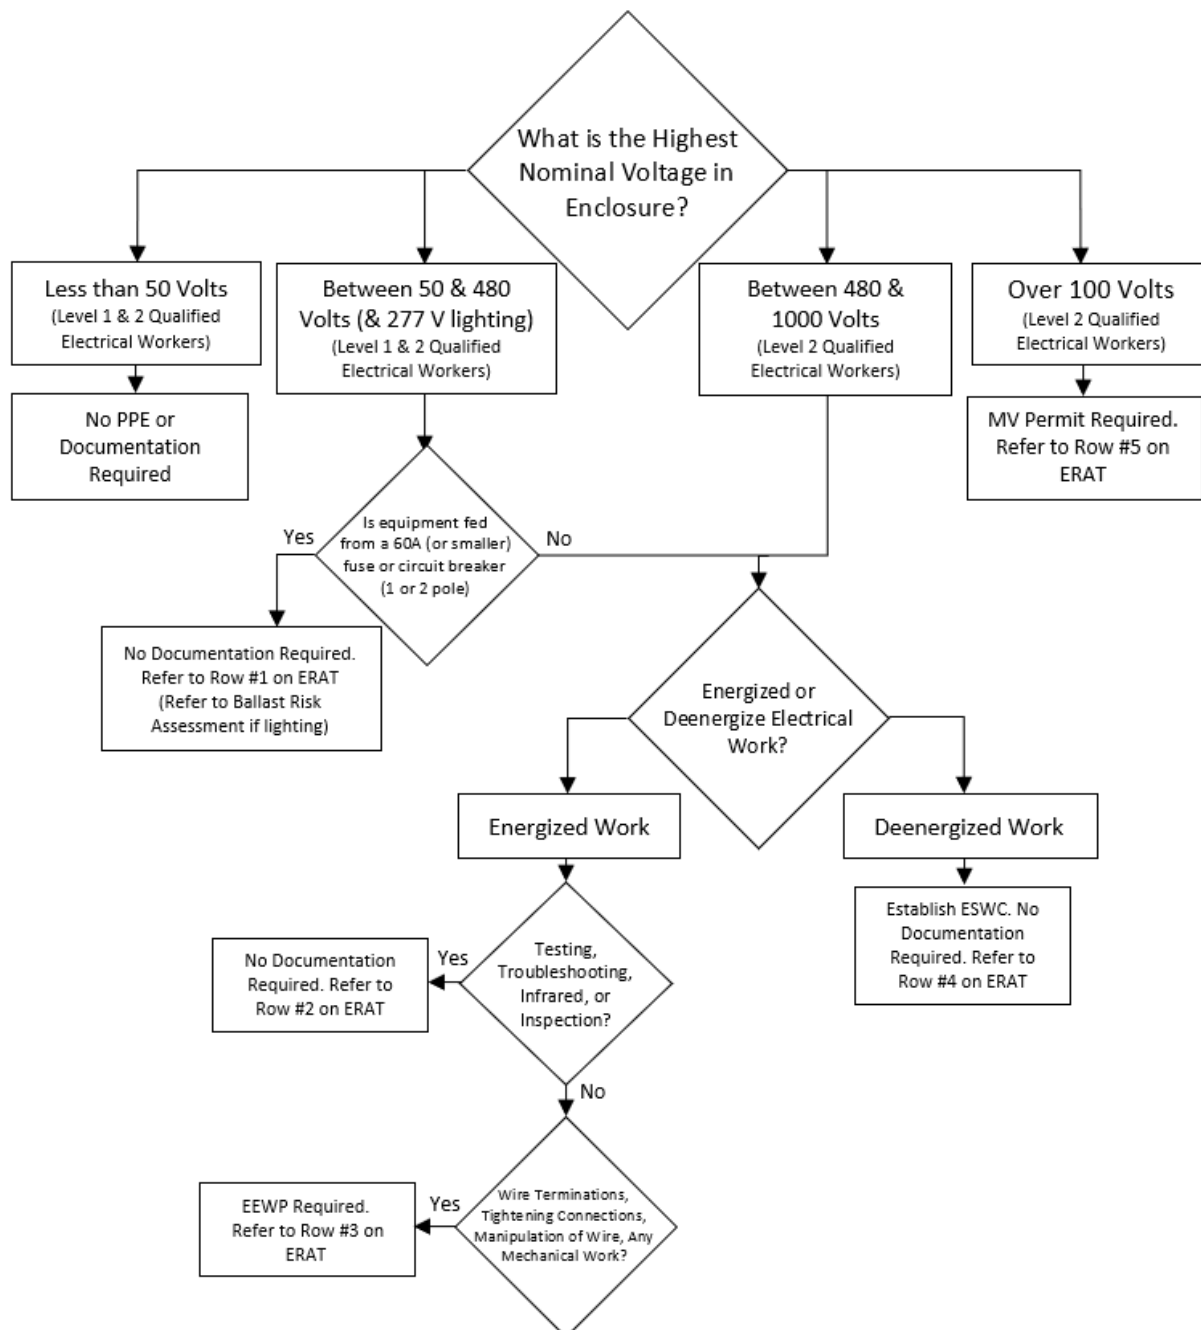 What is the Highest
Nominal Voltage in
Enclosure?
Less than 50 Volts
(Level 1 & 2 Qualified
Electrical Workers)
Between 50 & 480
Volts (& 277 V lighting)
(Level 1 & 2 Qualified
Electrical Workers)
Between 480 &
1000 Volts
(Level 2 Qualified
Electrical Workers)
Over 100 Volts
(Level 2 Qualified
Electrical Workers)
No PPE or
Documentation
Required
MV Permit Required.
Refer to Row #5 on
ERAT
Yes
Is equipment fed
from a 60A (or smaller)
fuse or circuit breaker
(1 or 2 pole)
No
No Documentation Required.
Refer to Row #1 on ERAT
(Refer to Ballast Risk
Assessment if lighting)
Energized or
Deenergize Electrical
Work?
Energized Work
Deenergized Work
Establish ESWC. No
Documentation
Required. Refer to
Row #4 on ERAT
No Documentation
Required. Refer to
Row #2 on ERAT
Yes
Testing,
Troubleshooting,
Infrared, or
Inspection?
No
EEWP Required.
Refer to Row #3 on
ERAT
Yes
Wire Terminations,
Tightening Connections,
Manipulation of Wire, Any
Mechanical Work?